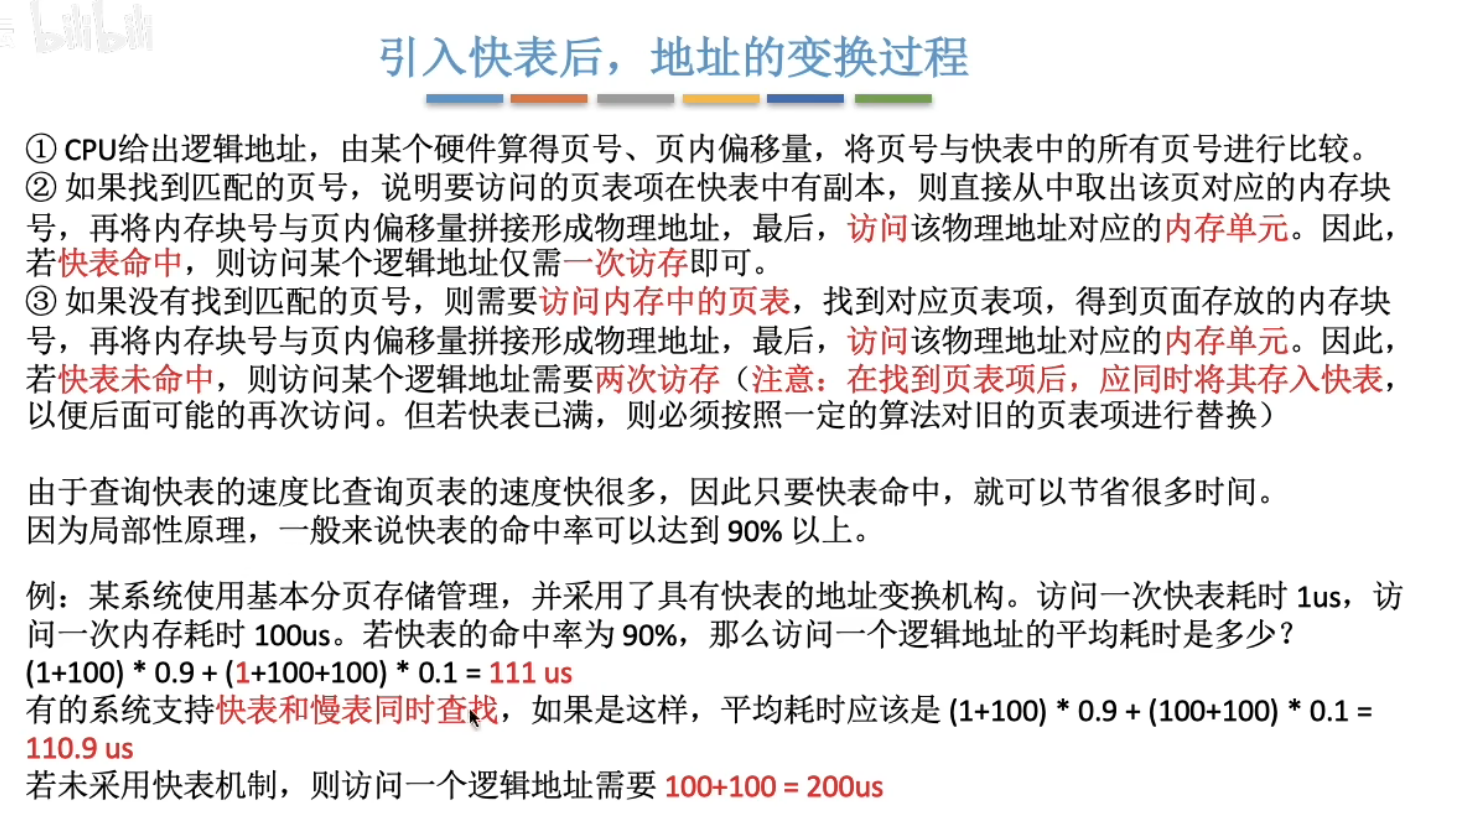 bilibili
引入快表后，地址的变换过程
① CPU给出逻辑地址，由某个硬件算得页号、页内偏移量，将页号与快表中的所有页号进行比较。
② 如果找到匹配的页号，说明要访问的页表项在快表中有副本，则直接从中取出该页对应的内存块
号，再将内存块号与页内偏移量拼接形成物理地址，最后，访问该物理地址对应的内存单元。因此，
若快表命中，则访问某个逻辑地址仅需一次访存即可。
③ 如果没有找到匹配的页号，则需要访问内存中的页表，找到对应页表项，得到页面存放的内存块
号，再将内存块号与页内偏移量拼接形成物理地址，最后，访问该物理地址对应的内存单元。因此，
若快表未命中，则访问某个逻辑地址需要两次访存（注意：在找到页表项后，应同时将其存入快表，
以便后面可能的再次访问。但若快表已满，则必须按照一定的算法对旧的页表项进行替换）
由于查询快表的速度比查询页表的速度快很多，因此只要快表命中，就可以节省很多时间。
因为局部性原理，一般来说快表的命中率可以达到 90% 以上。
例：某系统使用基本分页存储管理，并采用了具有快表的地址变换机构。访问一次快表耗时 1us，访
问一次内存耗时 100us。若快表的命中率为 90%，那么访问一个逻辑地址的平均耗时是多少？
(1+100) * 0.9 + (1+100+100) * 0.1 = 111 us
有的系统支持快表和慢表同时查找，如果是这样，平均耗时应该是 (1+100) * 0.9 + (100+100) * 0.1 =
110.9 us
若未采用快表机制，则访问一个逻辑地址需要 100+100 = 200us